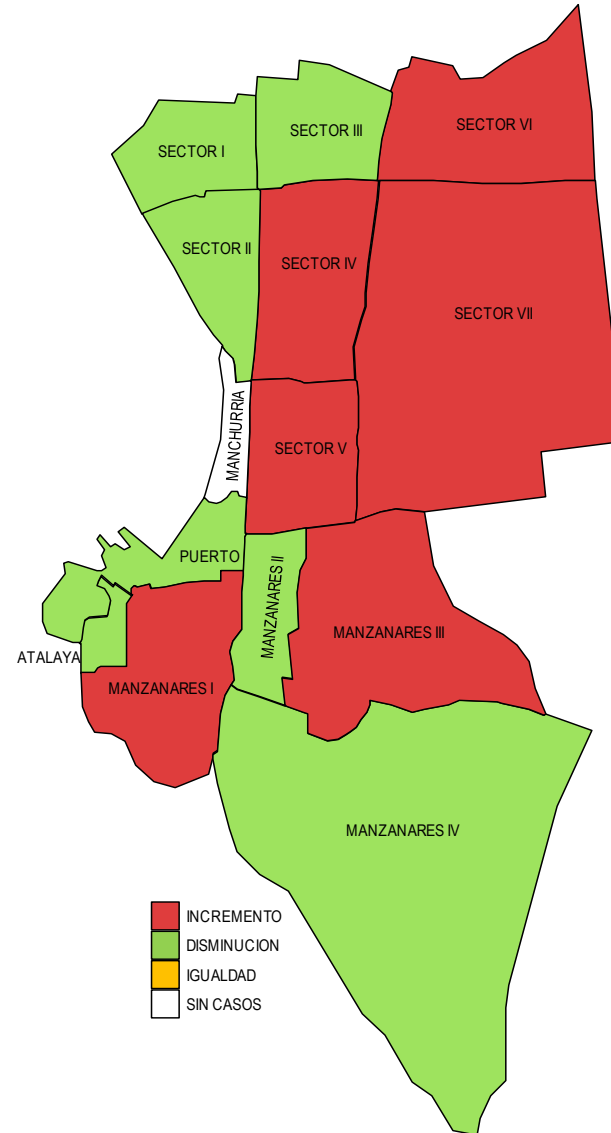 SECTOR VI
SECTOR III
SECTOR I
SECTOR II
SECTOR IV
SECTOR VII
MANCHURRIA
SECTOR V
PUERTO
MANZANARES II
MANZANARES III
ATALAYA
MANZANARES I
MANZANARES IV
INCREMENTO
DISMINUCION
IGUALDAD
SIN CASOS